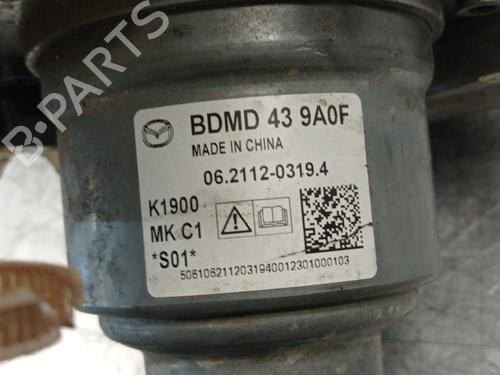 BDMD 43 9A0F
MADE IN CHINA
06.2112-0319.4
K1900
MK C1
*S01*
5061062112031940012301000103
B-PARTS